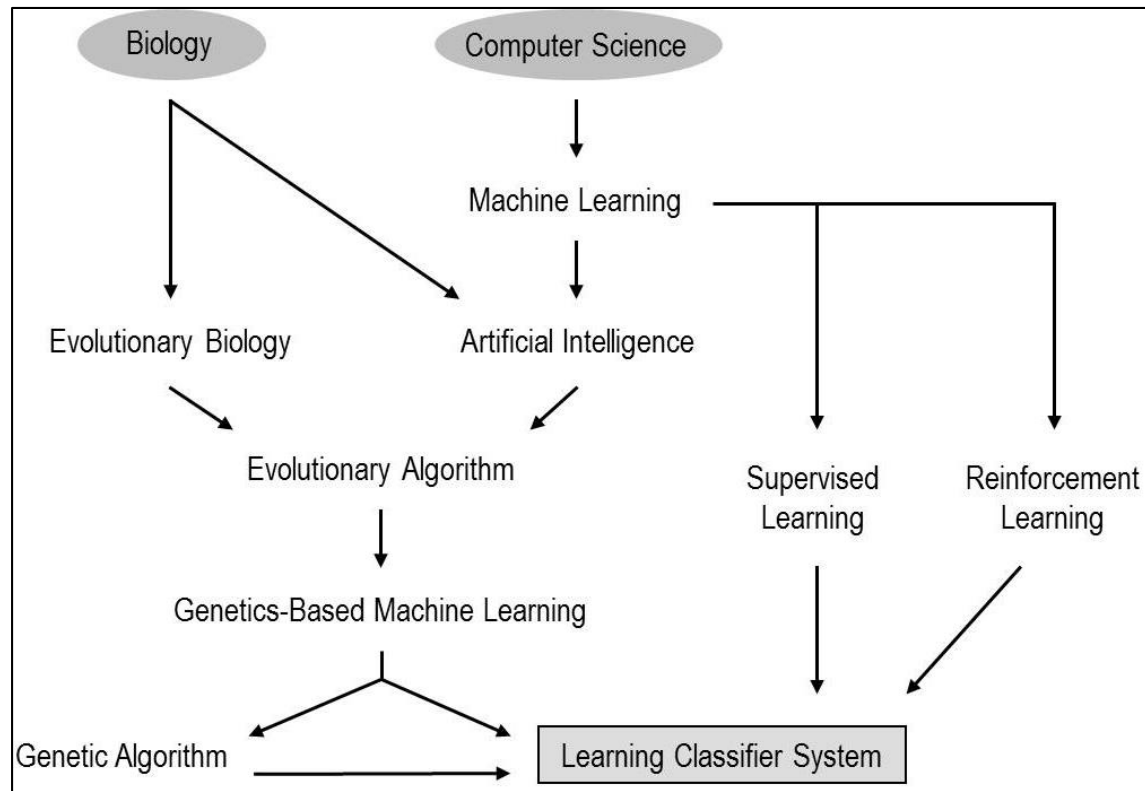 Biology
Computer Science
Machine Learning
Evolutionary Biology
Artificial Intelligence
Evolutionary Algorithm
Supervised
Learning
Reinforcement
Learning
Genetics-Based Machine Learning
Genetic Algorithm
Learning Classifier System